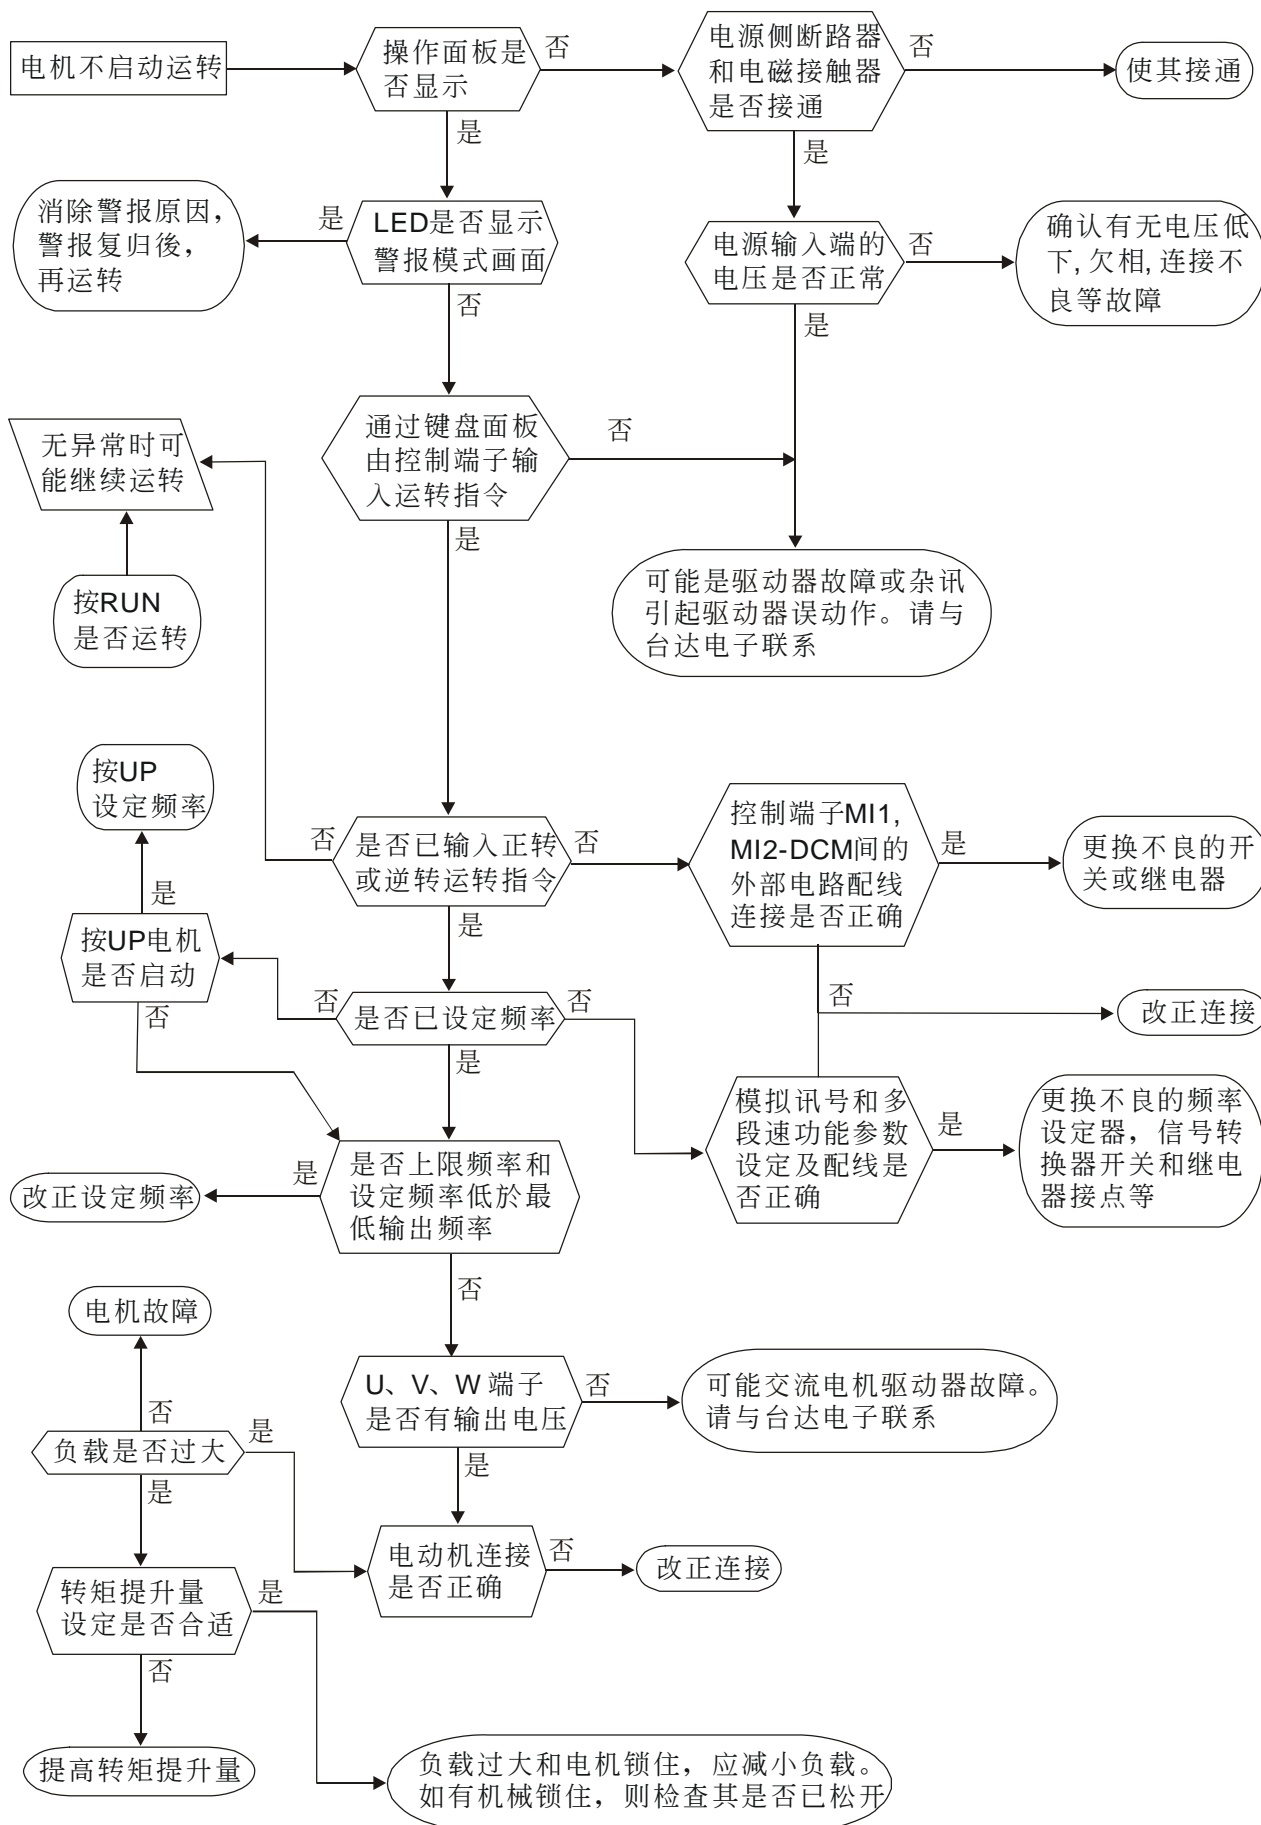 电机不启动运转
操作面板是
否显示
否
电源侧断路器
和电磁接触器
是否接通
否
使其接通
是
是
消除警报原因，
警报复归後，
再运转
是
LED是否显示
警报模式画面
否
电源输入端的
电压是否正常
否
确认有无电压低
下, 欠相, 连接不
良等故障
是
无异常时可
能继续运转
通过键盘面板
由控制端子输
入运转指令
否
是
按RUN
是否运转
可能是驱动器故障或杂讯
引起驱动器误动作。请与
台达电子联系
按UP
设定频率
否
是否已输入正转
或逆转运转指令
否
控制端子MI1,
MI2-DCM间的
外部电路配线
连接是否正确
是
更换不良的开
关或继电器
是
是
按UP电机
是否启动
否
否
是否已设定频率
否
否
改正连接
是
模拟讯号和多
段速功能参数
设定及配线是
否正确
是
更换不良的频率
设定器，信号转
换器开关和继电
器接点等
改正设定频率
是
是否上限频率和
设定频率低於最
低输出频率
否
电机故障
否
U、V、W 端子
是否有输出电压
否
可能交流电机驱动器故障。
请与台达电子联系
负载是否过大
是
是
是
电动机连接
是否正确
否
改正连接
转矩提升量
设定是否合适
是
否
提高转矩提升量
负载过大和电机锁住，应减小负载。
如有机械锁住，则检查其是否已松开